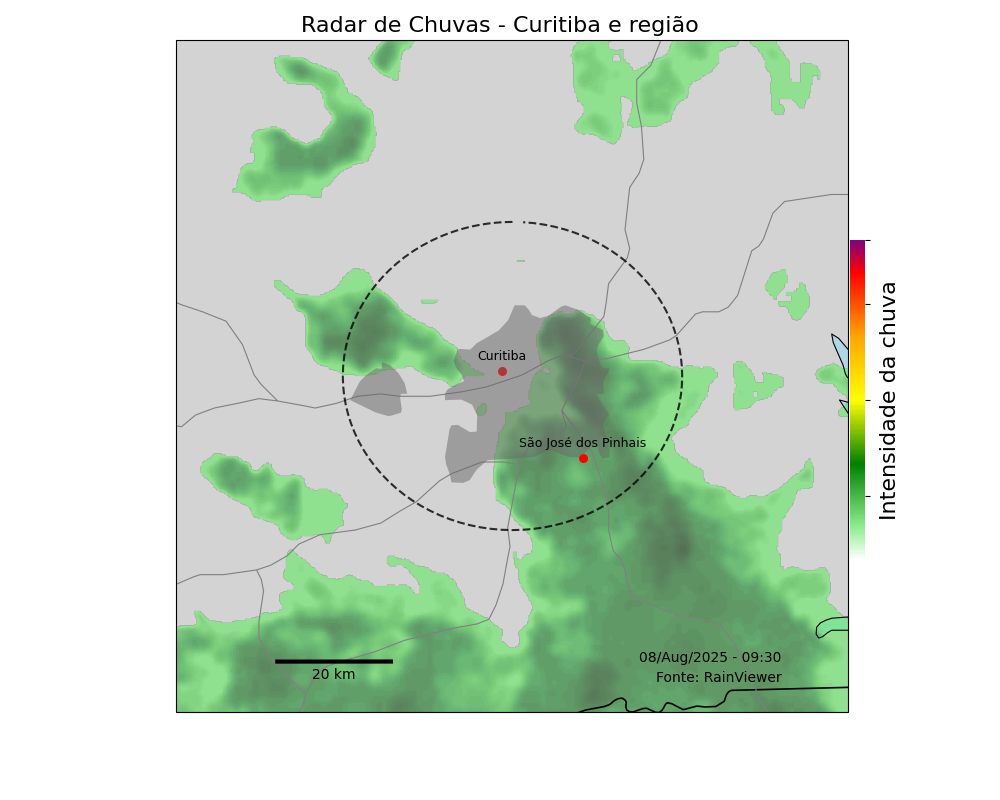 Radar de Chuvas - Curitiba e região
Curitiba
São José dos Pinhais
Intensidade da chuva
08/Aug/2025 - 09:30
20 km
Fonte: RainViewer